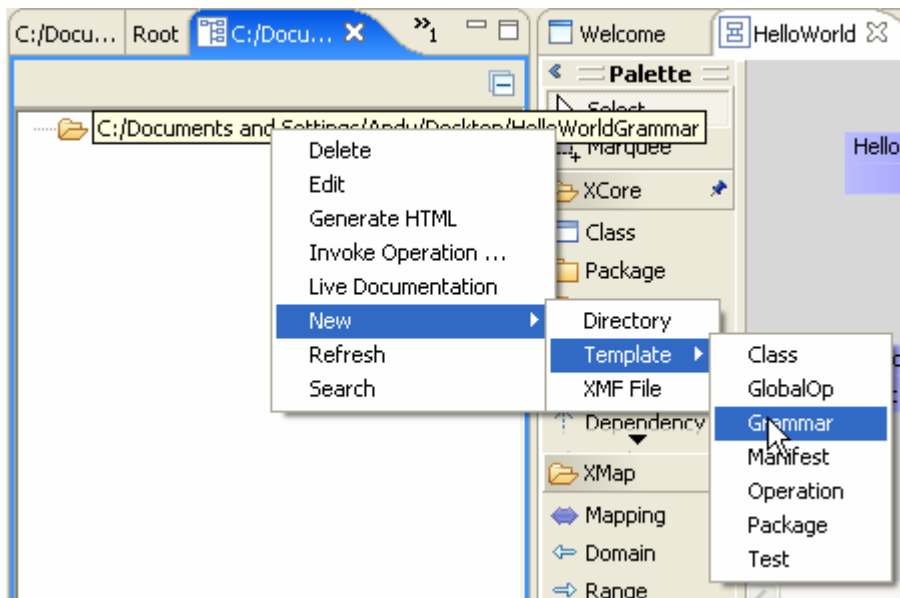 C:/Docu... Root C:/Docu... »1 Welcome HelloWorld
Palette
C:/Documents and Settings/Andy/Desktop/HelloWorldGrammar
Select
Marquee
Hello
Delete
Edit
Generate HTML
Invoke Operation ...
Live Documentation
New
Refresh
Search
XCore
Class
Package
Directory
Template
XMF File
Dependency
Class
GlobalOp
Grammar
Manifest
Operation
Package
Test
XMap
Mapping
Domain
Range